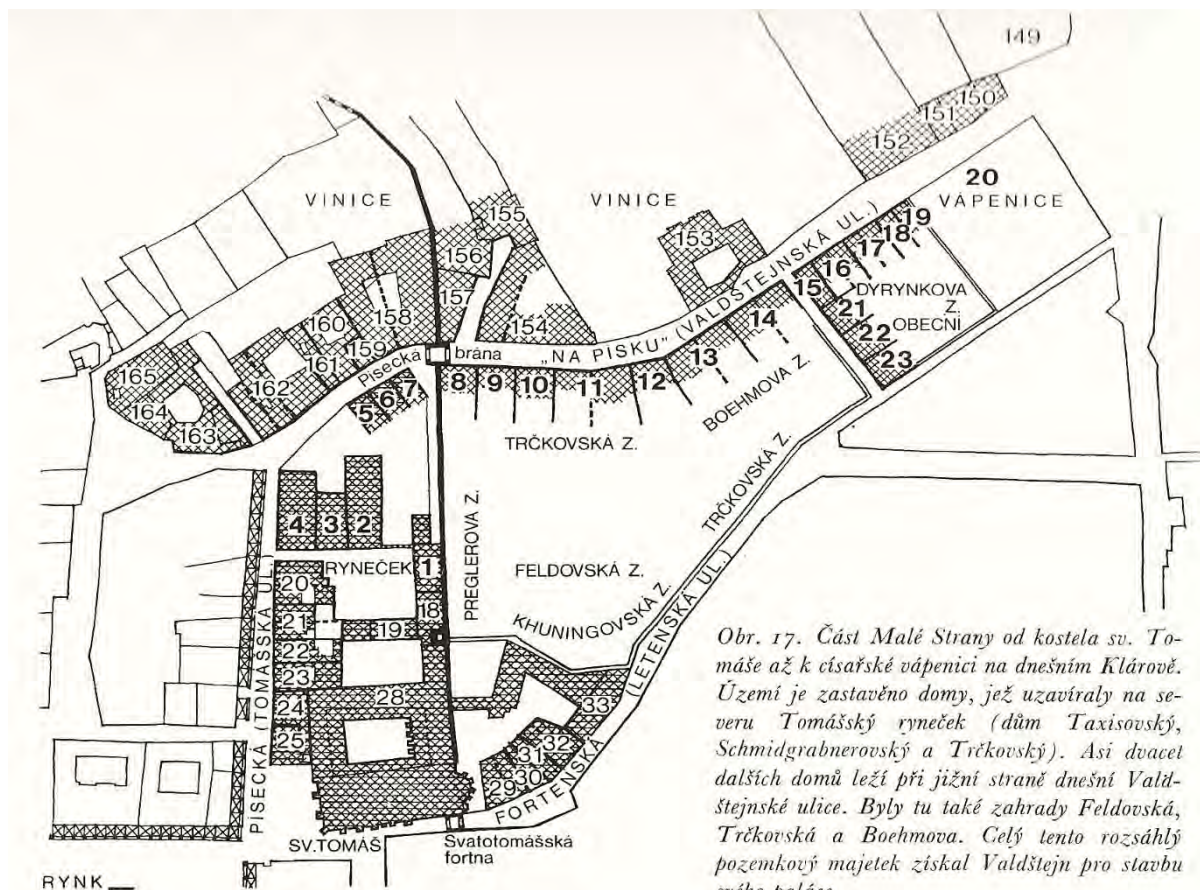 149
150
151
152
20
VÁPENICE
VINICE
VINICE
155
156
153
19
18
17
16
15
DYRYNKOVA
Z.
OBECNÍ
21
22
23
157
154
158
160
159
161
162
165
164
163
Pisecká brána
„NA PISKU" (VALDŠTEJNSKÁ UL.)
14
13
12
11
10
9
8
7
6
5
BOEHMOVA Z.
TRČKOVSKÁ Z.
TRČKOVSKÁ Z.
4
3
2
1
RYNEČEK
PREGLEROVA Z.
FELDOVSKÁ Z.
KHUNINGOVSKÁ Z.
20
21
22
23
24
25
18
19
28
33
32
31
30
29
PISECKÁ (TOMÁŠSKÁ UL.)
FORTENSKÁ (LETENSKÁ UL.)
SV.TOMÁŠ
Svatotomášská
fortna
RYNK
Obr. 17. Část Malé Strany od kostela sv. To-
máše až k císařské vápenici na dnešním Klárově.
Území je zastavěno domy, jež uzavíraly na se-
veru Tomášský ryneček (dům Taxisovský,
Schmidgrabnerovský a Trčkovský). Asi dvacet
dalších domů leží při jižní straně dnešní Vald-
štejnské ulice. Byly tu také zahrady Feldovská,
Trčkovská a Boehmova. Celý tento rozsáhlý
pozemkový majetek získal Valdštejn pro stavbu